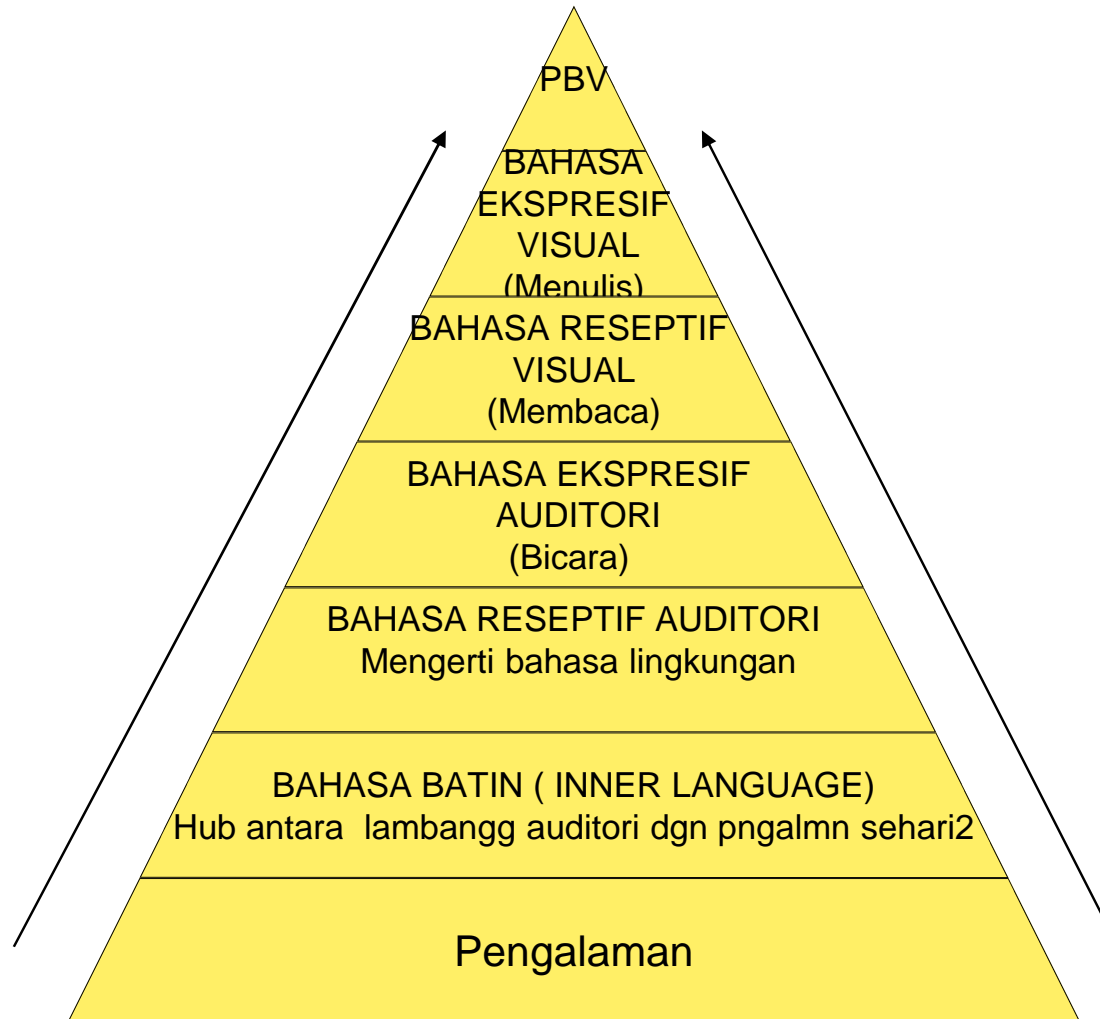 PBV
BAHASA
EKSPRESIF
VISUAL
(Menulis)
BAHASA RESEPTIF
VISUAL
(Membaca)
BAHASA EKSPRESIF
AUDITORI
(Bicara)
BAHASA RESEPTIF AUDITORI
Mengerti bahasa lingkungan
BAHASA BATIN ( INNER LANGUAGE)
Hub antara lambangg auditori dgn pngalmn sehari2
Pengalaman